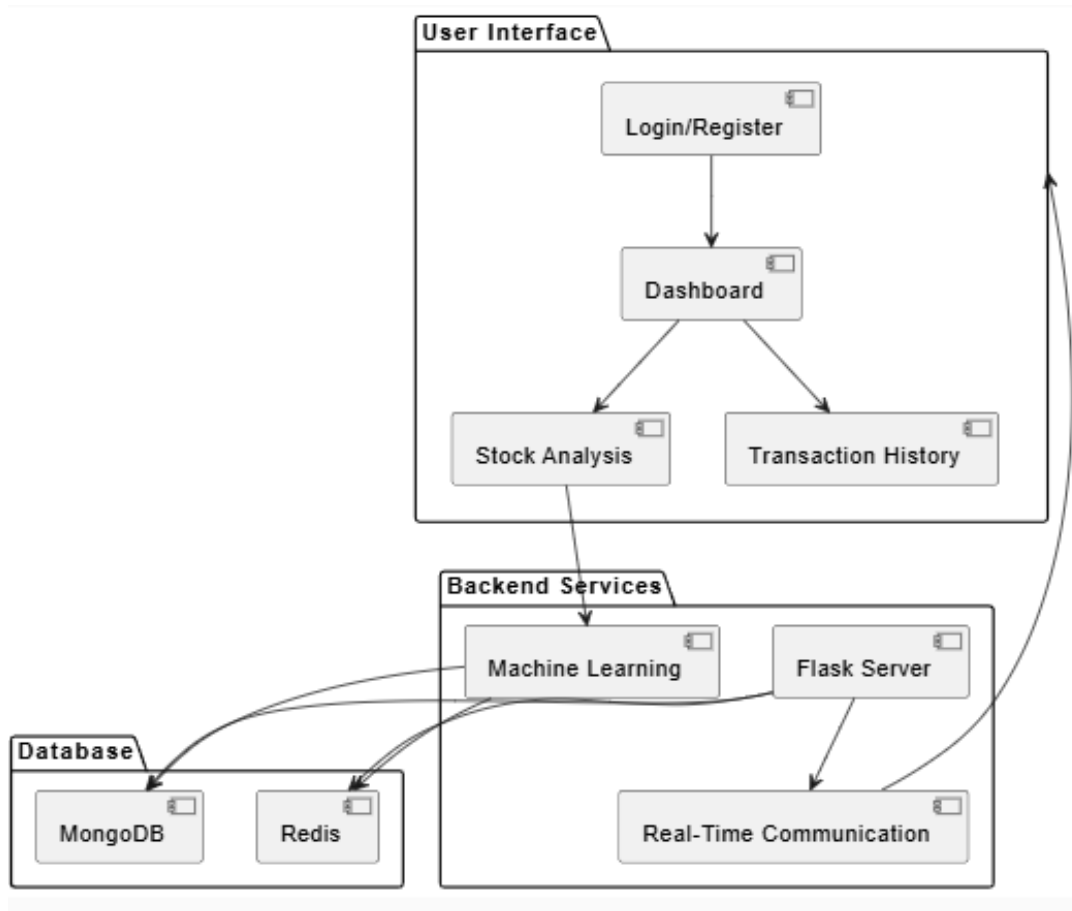 User Interface
Login/Register
Dashboard
Stock Analysis
Transaction History
Backend Services
Machine Learning
Flask Server
Database
MongoDB
Redis
Real-Time Communication